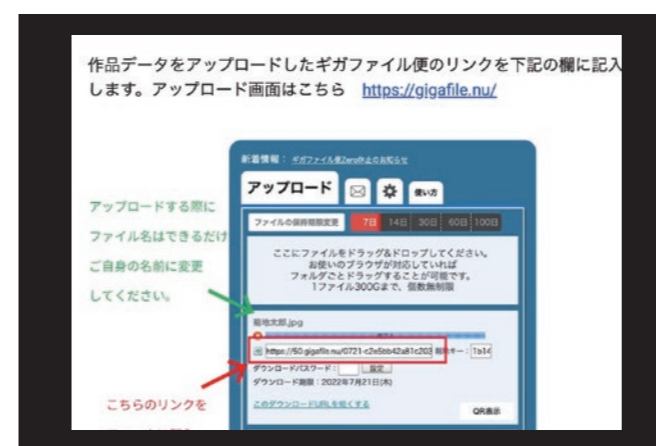 作品データをアップロードしたギガファイル便のリンクを下記の欄に記入
します。アップロード画面はこちら https://gigafile.nu/
新着情報：ギガファイル便Zero休止のお知らせ
アップロード
使い方
アップロードする際に
ファイル名はできるだけ
ご自身の名前に変更
してください。
ファイルの保持期限変更 7日 14日 30日 60日 100日
ここにファイルをドラッグ&ドロップしてください。
お使いのブラウザが対応していれば
フォルダごとドラッグすることが可能です。
1ファイル300Gまで、個数無制限
菊地太郎.jpg
https://50.gigafile.nu/0721-c2e5bb42a81c203 削除キー：1b14
ダウンロードパスワード： 設定
ダウンロード期限：2022年7月21日(木)
このダウンロードURLを短くする
QR表示
こちらのリンクを